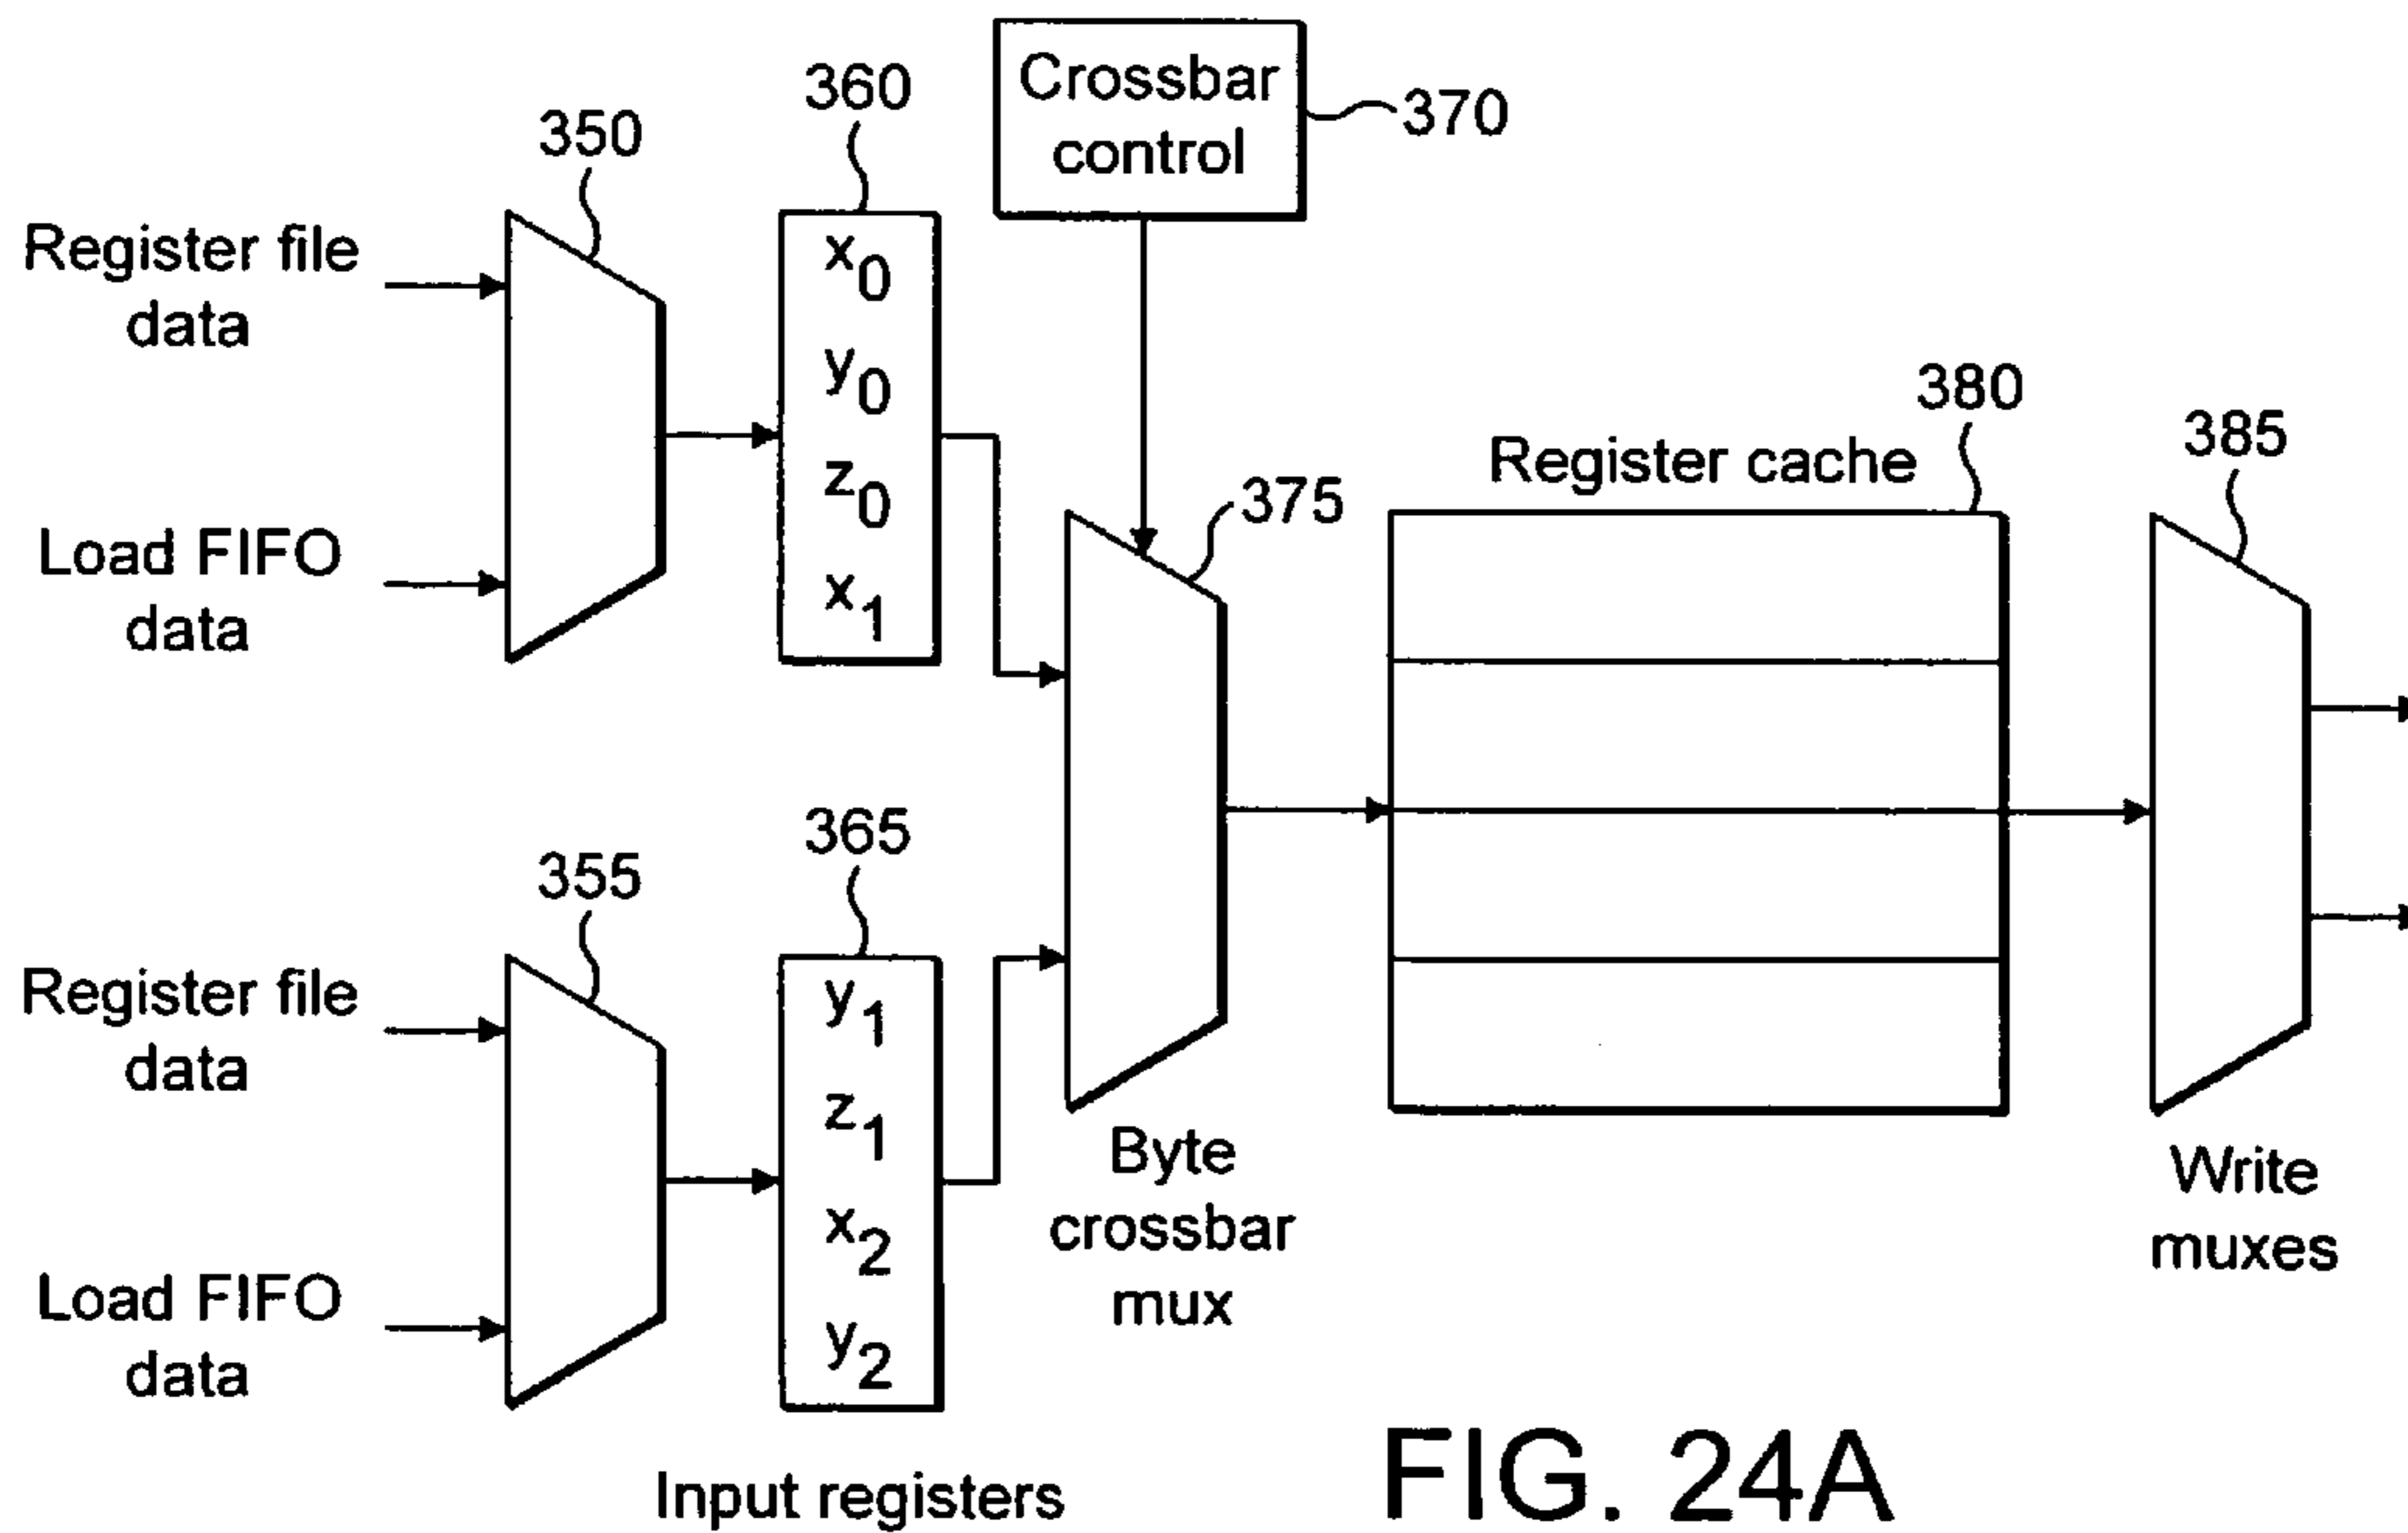 Crossbar
control
370
360
350
Register file
data
Load FIFO
data
x0
y0
z0
x1
375
Register cache
380
385
365
355
Register file
data
Load FIFO
data
y1
z1
x2
y2
Byte
crossbar
mux
Write
muxes
Input registers
FIG. 24A